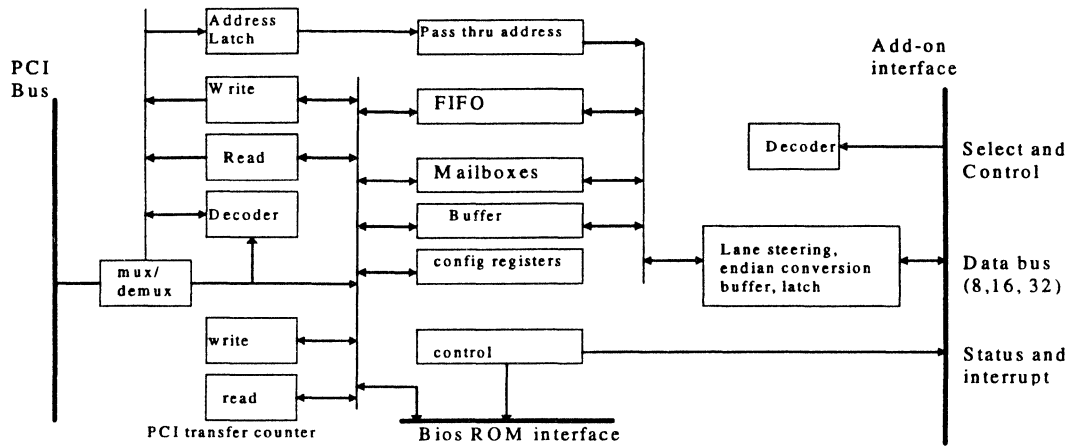 PCI
Bus
Address
Latch
Pass thru address
Add-on
interface
Write
FIFO
Read
Mailboxes
Decoder
Select and
Control
Decoder
Buffer
mux/
demux
config registers
Lane steering,
endian conversion
buffer, latch
Data bus
(8,16, 32)
write
control
Status and
interrupt
read
PCI transfer counter
Bios ROM interface